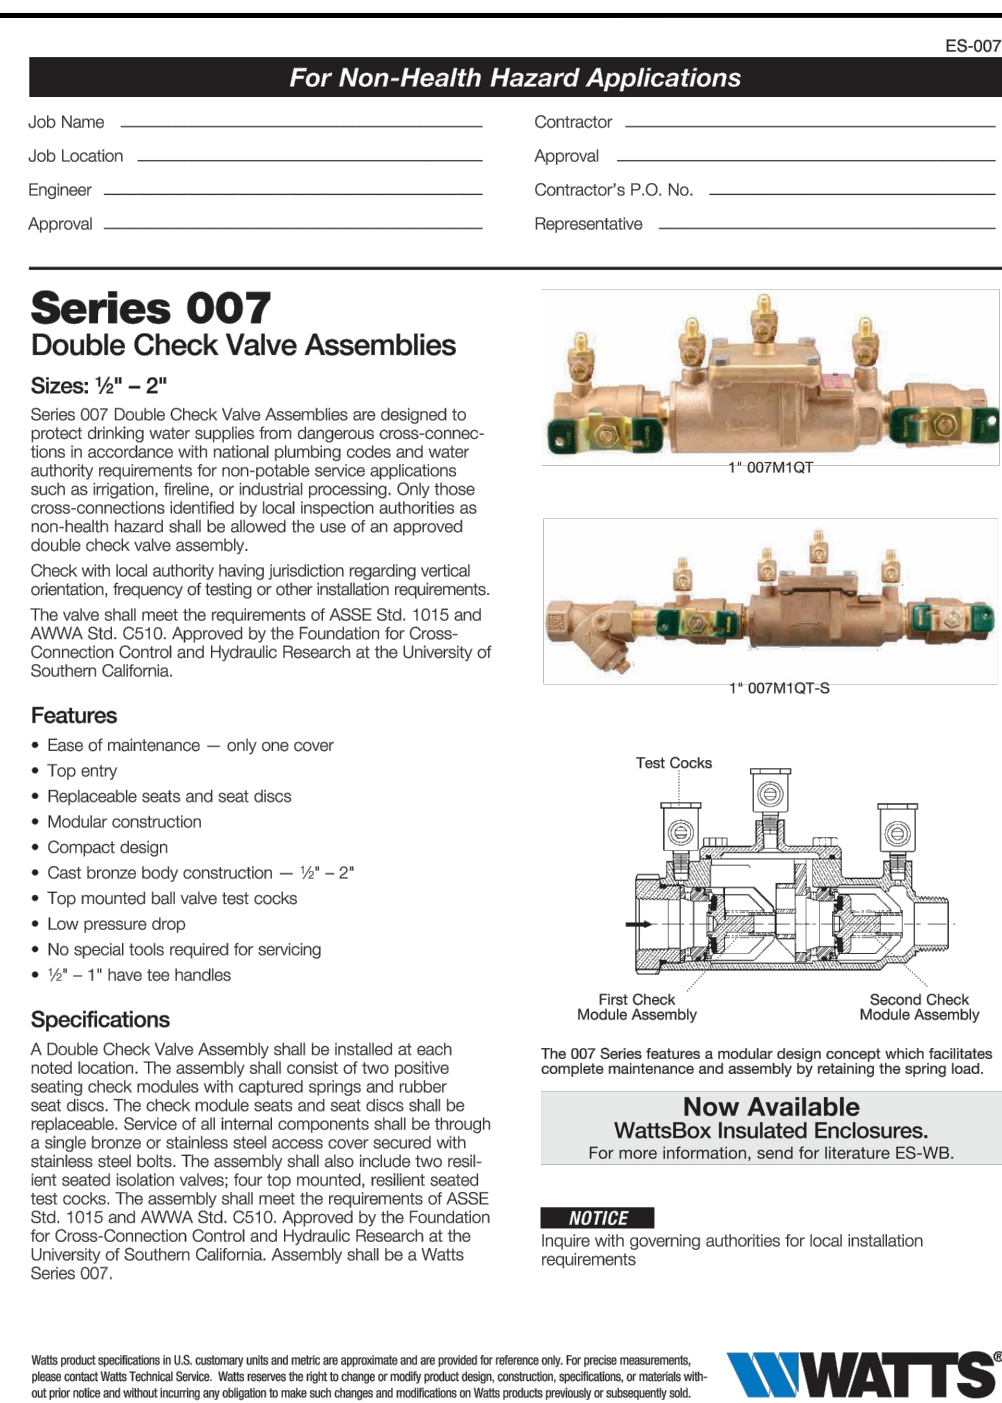 ES-007
For Non-Health Hazard Applications
Job Name
Contractor
Job Location
Approval
Engineer
Contractor's P.O. No.
Approval
Representative
Series 007
Double Check Valve Assemblies
Sizes: ½" – 2"
Series 007 Double Check Valve Assemblies are designed to
protect drinking water supplies from dangerous cross-connec-
tions in accordance with national plumbing codes and water
authority requirements for non-potable service applications
such as irrigation, fireline, or industrial processing. Only those
cross-connections identified by local inspection authorities as
non-health hazard shall be allowed the use of an approved
double check valve assembly.
Check with local authority having jurisdiction regarding vertical
orientation, frequency of testing or other installation requirements.
The valve shall meet the requirements of ASSE Std. 1015 and
AWWA Std. C510. Approved by the Foundation for Cross-
Connection Control and Hydraulic Research at the University of
Southern California.
Features
• Ease of maintenance — only one cover
• Top entry
• Replaceable seats and seat discs
• Modular construction
• Compact design
• Cast bronze body construction — ½" – 2"
• Top mounted ball valve test cocks
• Low pressure drop
• No special tools required for servicing
• ½" – 1" have tee handles
Specifications
A Double Check Valve Assembly shall be installed at each
noted location. The assembly shall consist of two positive
seating check modules with captured springs and rubber
seat discs. The check module seats and seat discs shall be
replaceable. Service of all internal components shall be through
a single bronze or stainless steel access cover secured with
stainless steel bolts. The assembly shall also include two resil-
ient seated isolation valves; four top mounted, resilient seated
test cocks. The assembly shall meet the requirements of ASSE
Std. 1015 and AWWA Std. C510. Approved by the Foundation
for Cross-Connection Control and Hydraulic Research at the
University of Southern California. Assembly shall be a Watts
Series 007.
1" 007M1QT
1" 007M1QT-S
Test Cocks
First Check
Module Assembly
Second Check
Module Assembly
The 007 Series features a modular design concept which facilitates
complete maintenance and assembly by retaining the spring load.
Now Available
WattsBox Insulated Enclosures.
For more information, send for literature ES-WB.
NOTICE
Inquire with governing authorities for local installation
requirements
Watts product specifications in U.S. customary units and metric are approximate and are provided for reference only. For precise measurements,
please contact Watts Technical Service. Watts reserves the right to change or modify product design, construction, specifications, or materials with-
out prior notice and without incurring any obligation to make such changes and modifications on Watts products previously or subsequently sold.
WATTS®